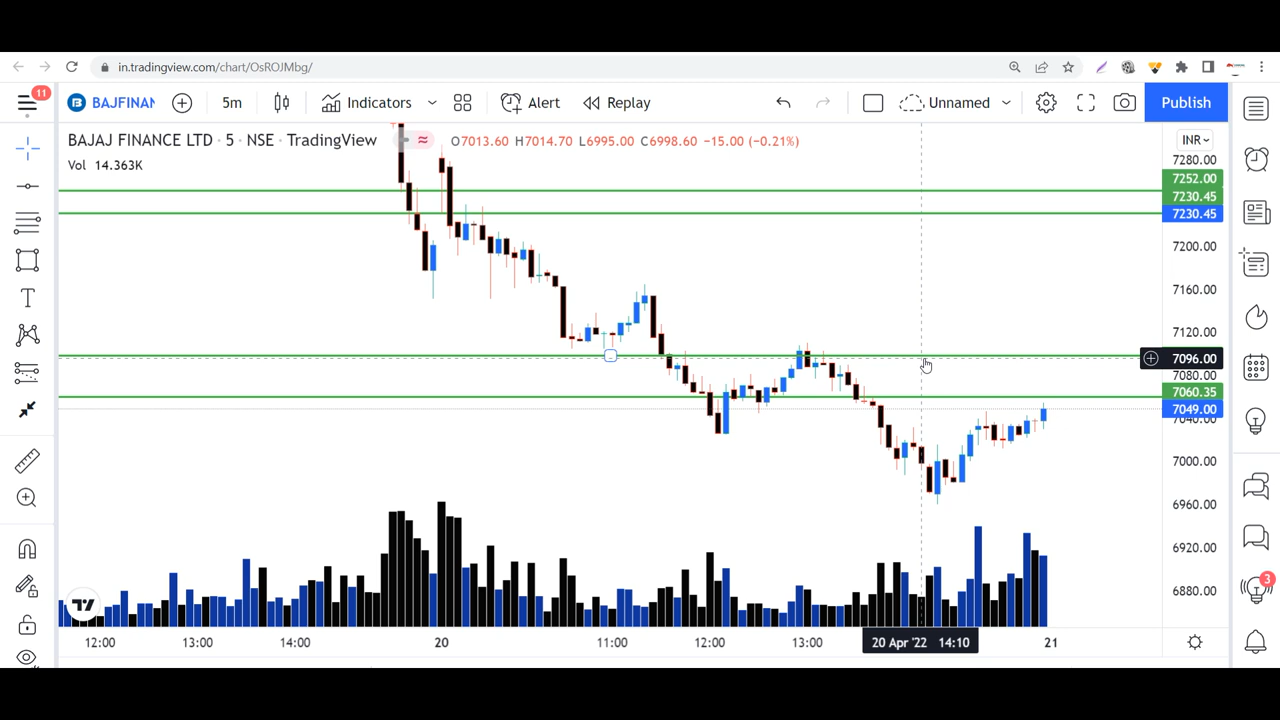 in.tradingview.com/chart/OsROJMbg/
11
BAJFINAN
5m
Indicators
Alert
Replay
Unnamed
Publish
BAJAJ FINANCE LTD · 5 · NSE · TradingView
O7013.60 H7014.70 L6995.00 C6998.60 −15.00 (−0.21%)
Vol 14.363K
INR
7280.00
7252.00
7230.45
7230.45
7200.00
7160.00
7120.00
7096.00
7080.00
7060.35
7049.00
7040.00
7000.00
6960.00
6920.00
6880.00
3
12:00 13:00 14:00 20 11:00 12:00 13:00 20 Apr '22 14:10 21